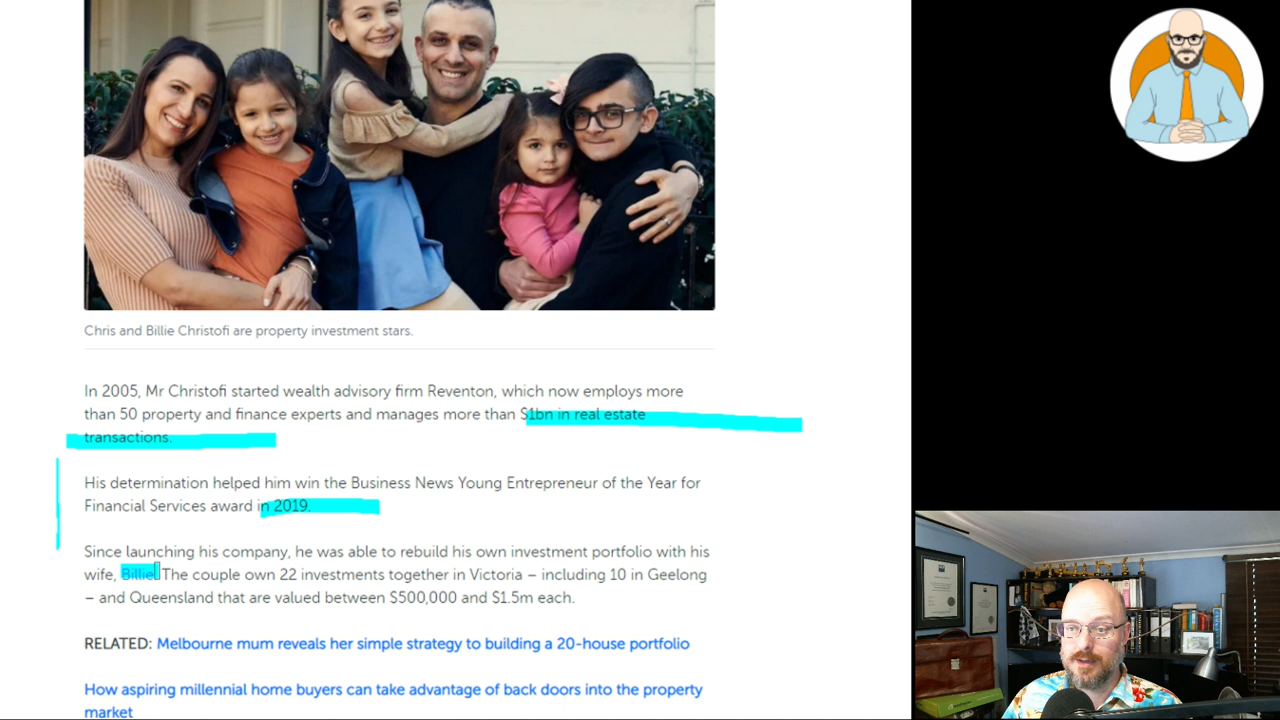 Chris and Billie Christofi are property investment stars.
In 2005, Mr Christofi started wealth advisory firm Reventon, which now employs more
than 50 property and finance experts and manages more than $1bn in real estate
transactions.
His determination helped him win the Business News Young Entrepreneur of the Year for
Financial Services award in 2019.
Since launching his company, he was able to rebuild his own investment portfolio with his
wife, Billie. The couple own 22 investments together in Victoria – including 10 in Geelong
– and Queensland thatare valued between $500,000 and $1.5m each.
RELATED: Melbourne mum reveals her simple strategy to building a 20-house portfolio
How aspiring millennial home buyers can take advantage of back doors into the property
market